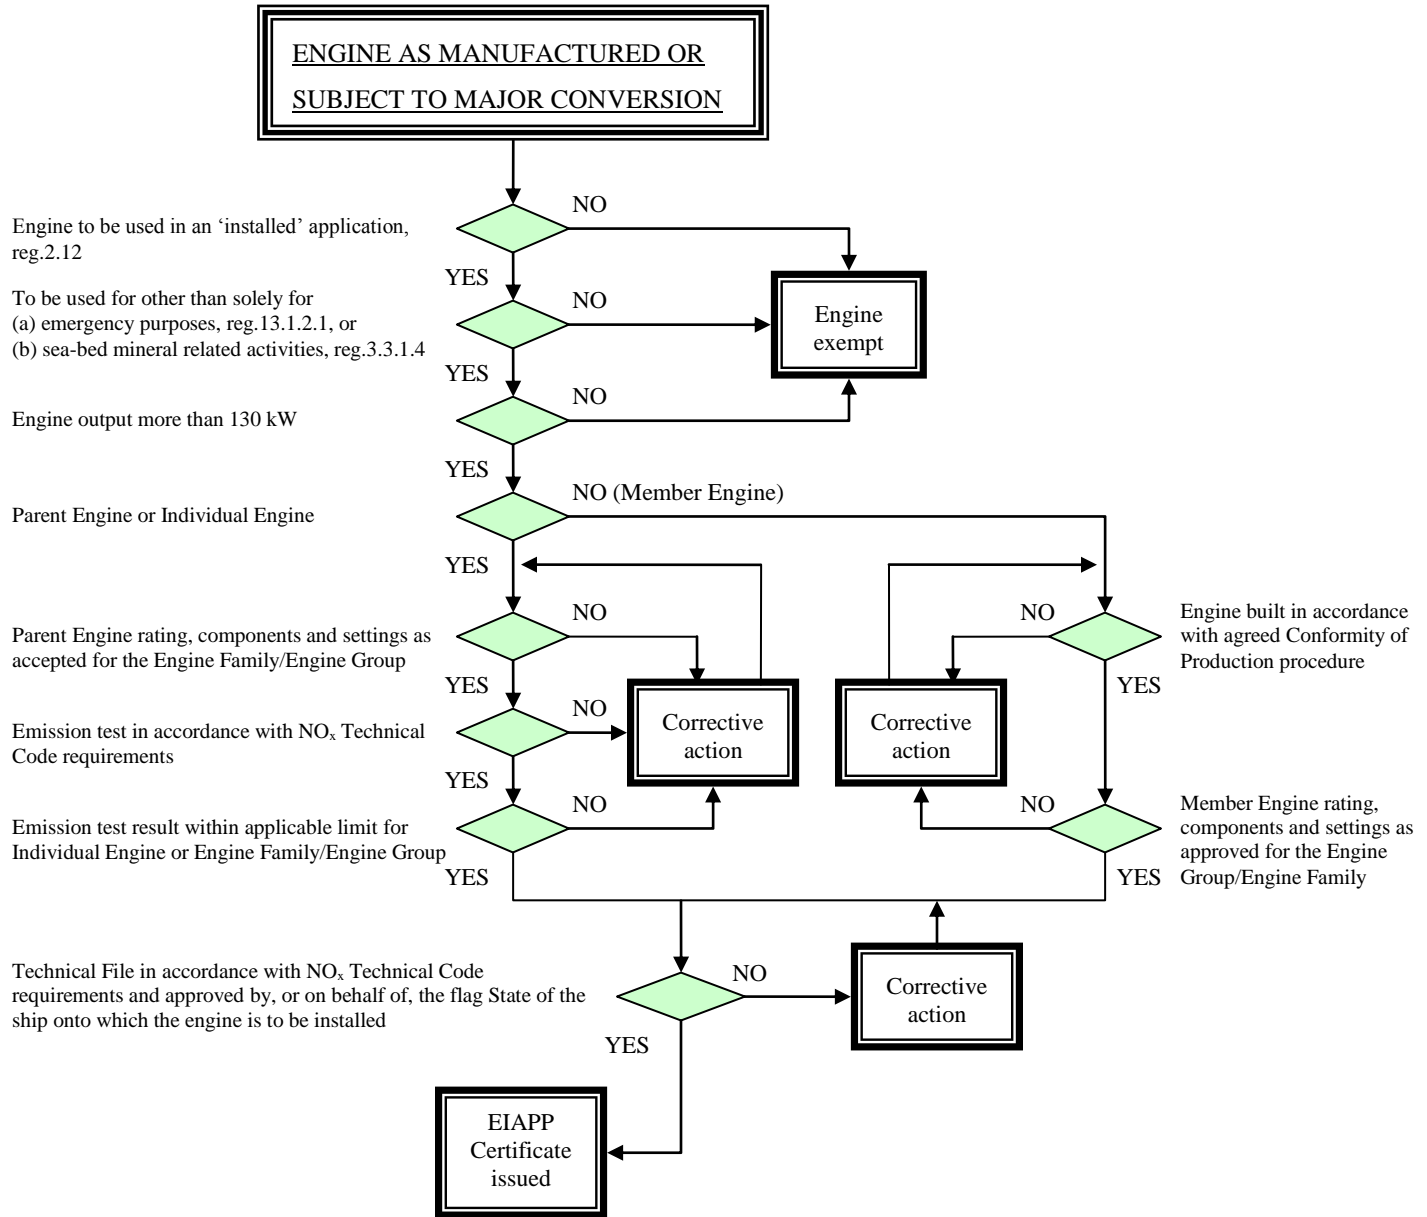 ENGINE AS MANUFACTURED OR
SUBJECT TO MAJOR CONVERSION
Engine to be used in an ‘installed’ application,
reg.2.12
NO
YES
To be used for other than solely for
(a) emergency purposes, reg.13.1.2.1, or
(b) sea-bed mineral related activities, reg.3.3.1.4
NO
Engine
exempt
YES
Engine output more than 130 kW
NO
YES
Parent Engine or Individual Engine
NO (Member Engine)
YES
Parent Engine rating, components and settings as
accepted for the Engine Family/Engine Group
NO
NO
Engine built in accordance
with agreed Conformity of
Production procedure
YES
YES
Emission test in accordance with NOₓ Technical
Code requirements
NO
Corrective
action
Corrective
action
YES
Emission test result within applicable limit for
Individual Engine or Engine Family/Engine Group
NO
NO
Member Engine rating,
components and settings as
approved for the Engine
Group/Engine Family
YES
YES
Technical File in accordance with NOₓ Technical Code
requirements and approved by, or on behalf of, the flag State of the
ship onto which the engine is to be installed
NO
Corrective
action
YES
EIAPP
Certificate
issued